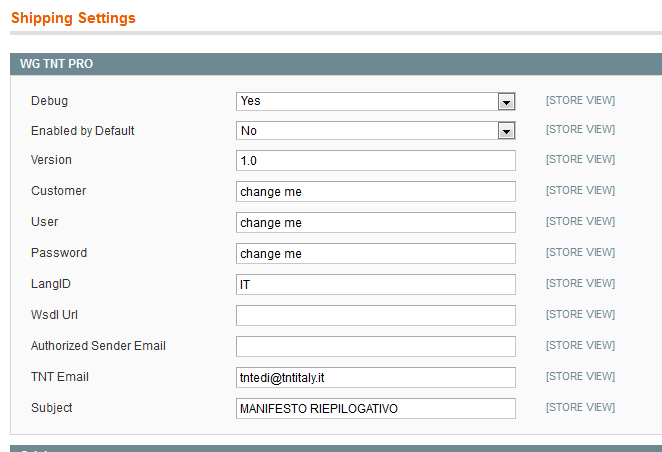 Shipping Settings
WG TNT PRO
Debug Yes [STORE VIEW]
Enabled by Default No [STORE VIEW]
Version 1.0 [STORE VIEW]
Customer change me [STORE VIEW]
User change me [STORE VIEW]
Password change me [STORE VIEW]
LangID IT [STORE VIEW]
Wsdl Url [STORE VIEW]
Authorized Sender Email [STORE VIEW]
TNT Email tntedi@tntitaly.it [STORE VIEW]
Subject MANIFESTO RIEPILOGATIVO [STORE VIEW]